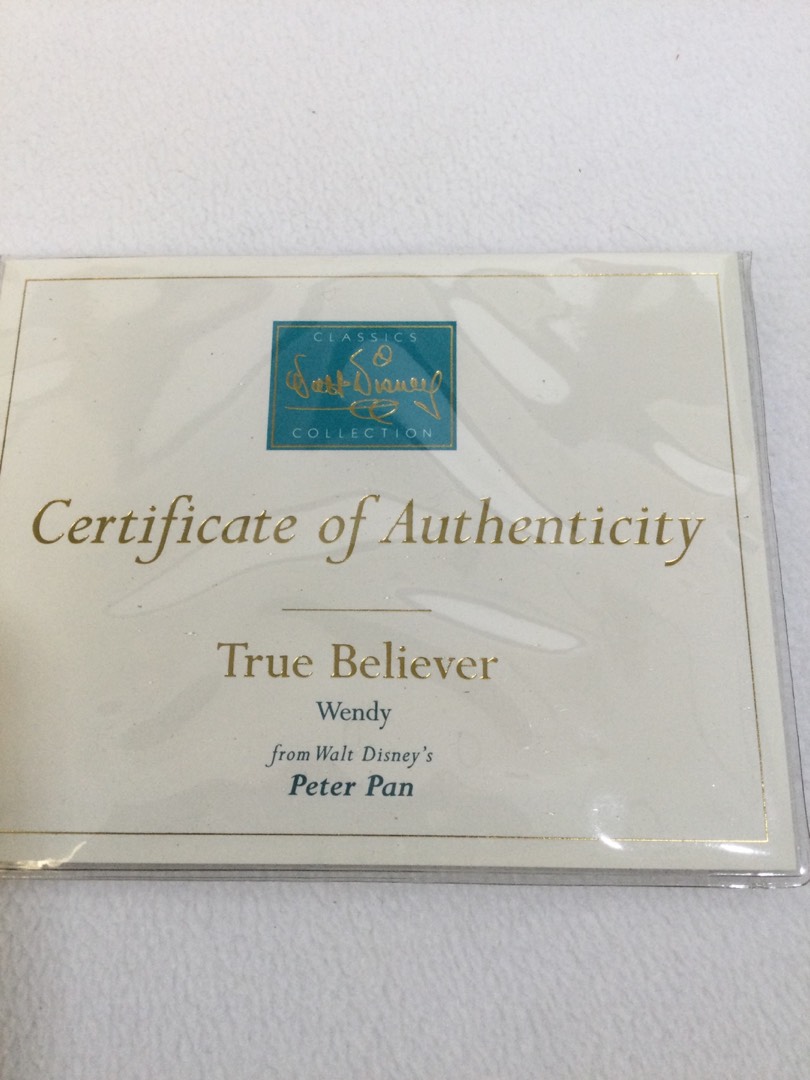 CLASSICS
Walt Disney
COLLECTION
Certificate of Authenticity
True Believer
Wendy
from Walt Disney's
Peter Pan